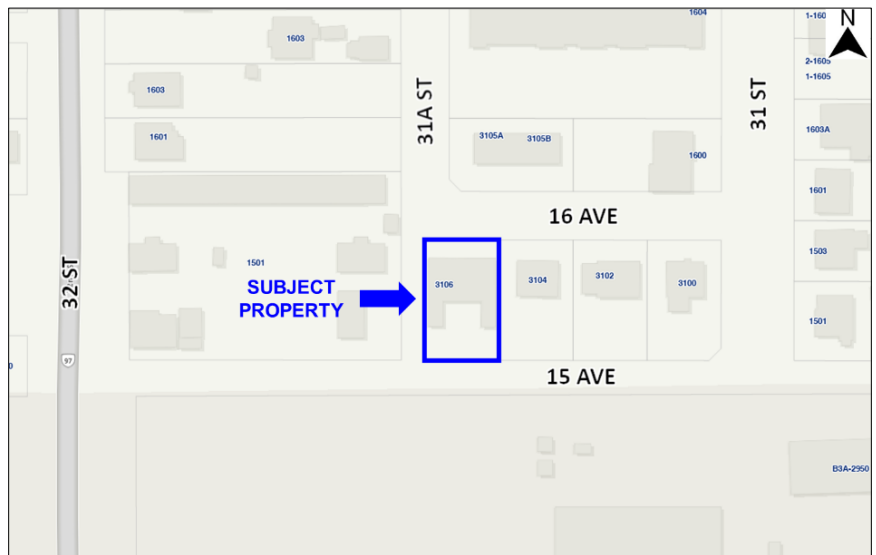 1604
1-160
N
1603
2-1605
1-1605
1603
31A ST
31 ST
1603A
1601
3105A
3105B
1600
1601
16 AVE
1501
1503
32 ST
SUBJECT
PROPERTY
3106
3104
3102
3100
1501
97
15 AVE
B3A-2950